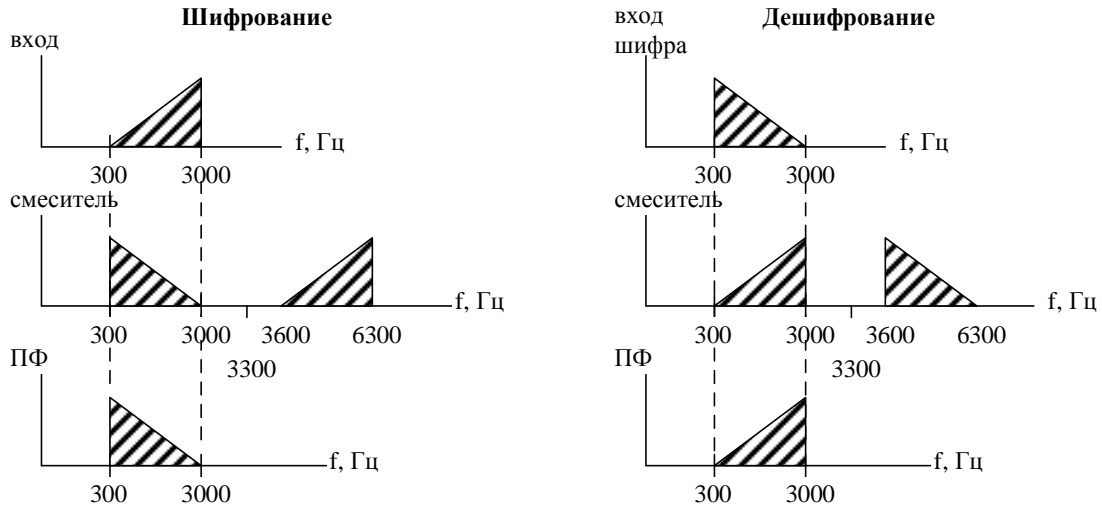 Шифрование
вход
f, Гц
300 3000
смеситель
f, Гц
300 3000 3600 6300
3300
ПФ
f, Гц
300 3000
Дешифрование
вход
шифра
f, Гц
300 3000
смеситель
f, Гц
300 3000 3600 6300
3300
ПФ
f, Гц
300 3000